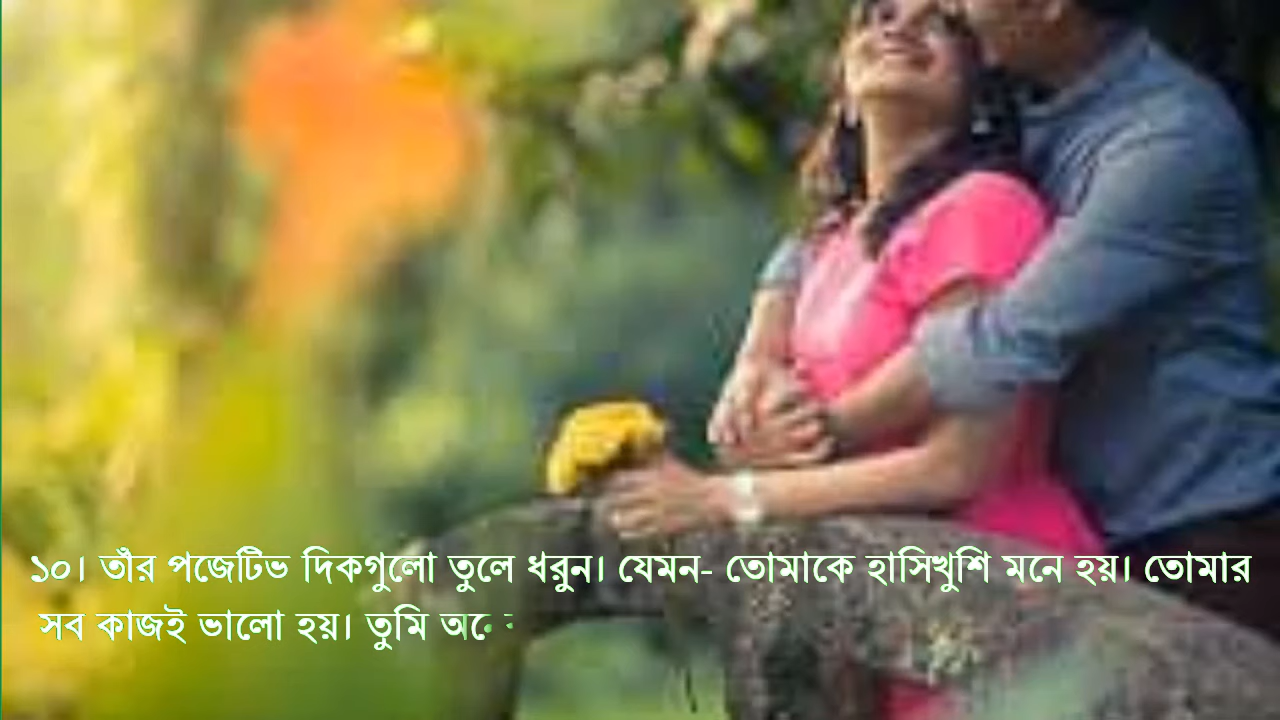 ১০। তাঁর পজেটিভ দিকগুলো তুলে ধরুন। যেমন- তোমাকে হাসিখুশি মনে হয়। তোমার
সব কাজই ভালো হয়। তুমি